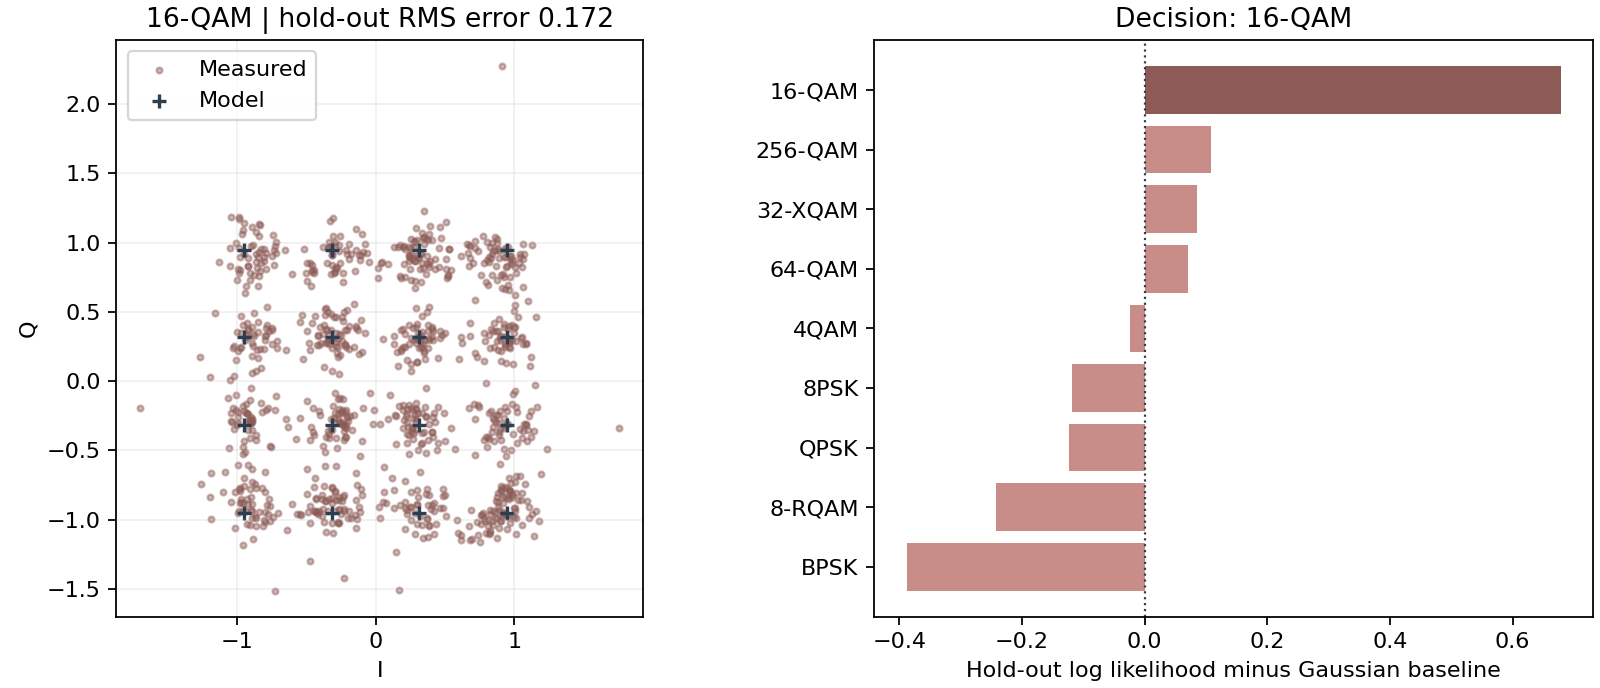 16-QAM | hold-out RMS error 0.172
Measured
Model
2.0
1.5
1.0
0.5
0.0
−0.5
−1.0
−1.5
Q
−1
0
1
I
Decision: 16-QAM
16-QAM
256-QAM
32-XQAM
64-QAM
4QAM
8PSK
QPSK
8-RQAM
BPSK
−0.4
−0.2
0.0
0.2
0.4
0.6
Hold-out log likelihood minus Gaussian baseline